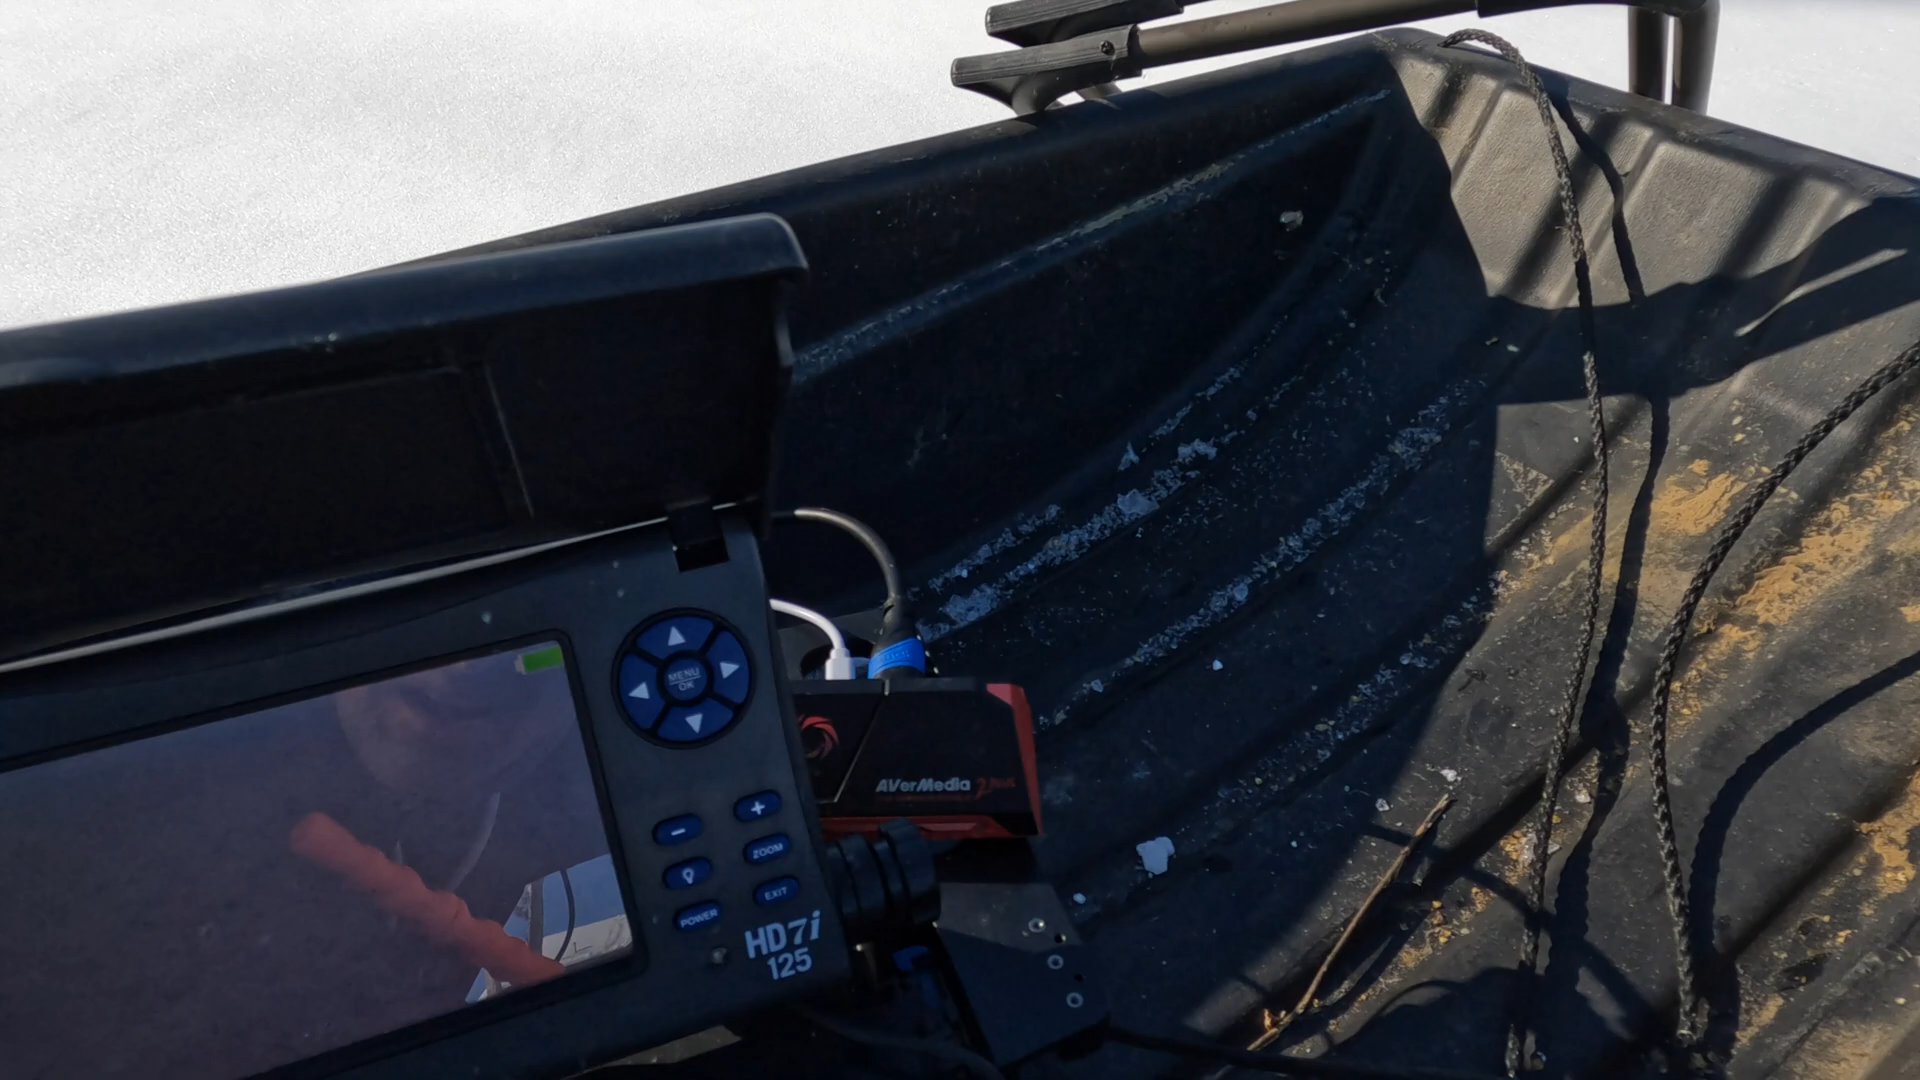 MENU
OK
+
-
ZOOM
EXIT
POWER
HD7i
125
AVerMedia